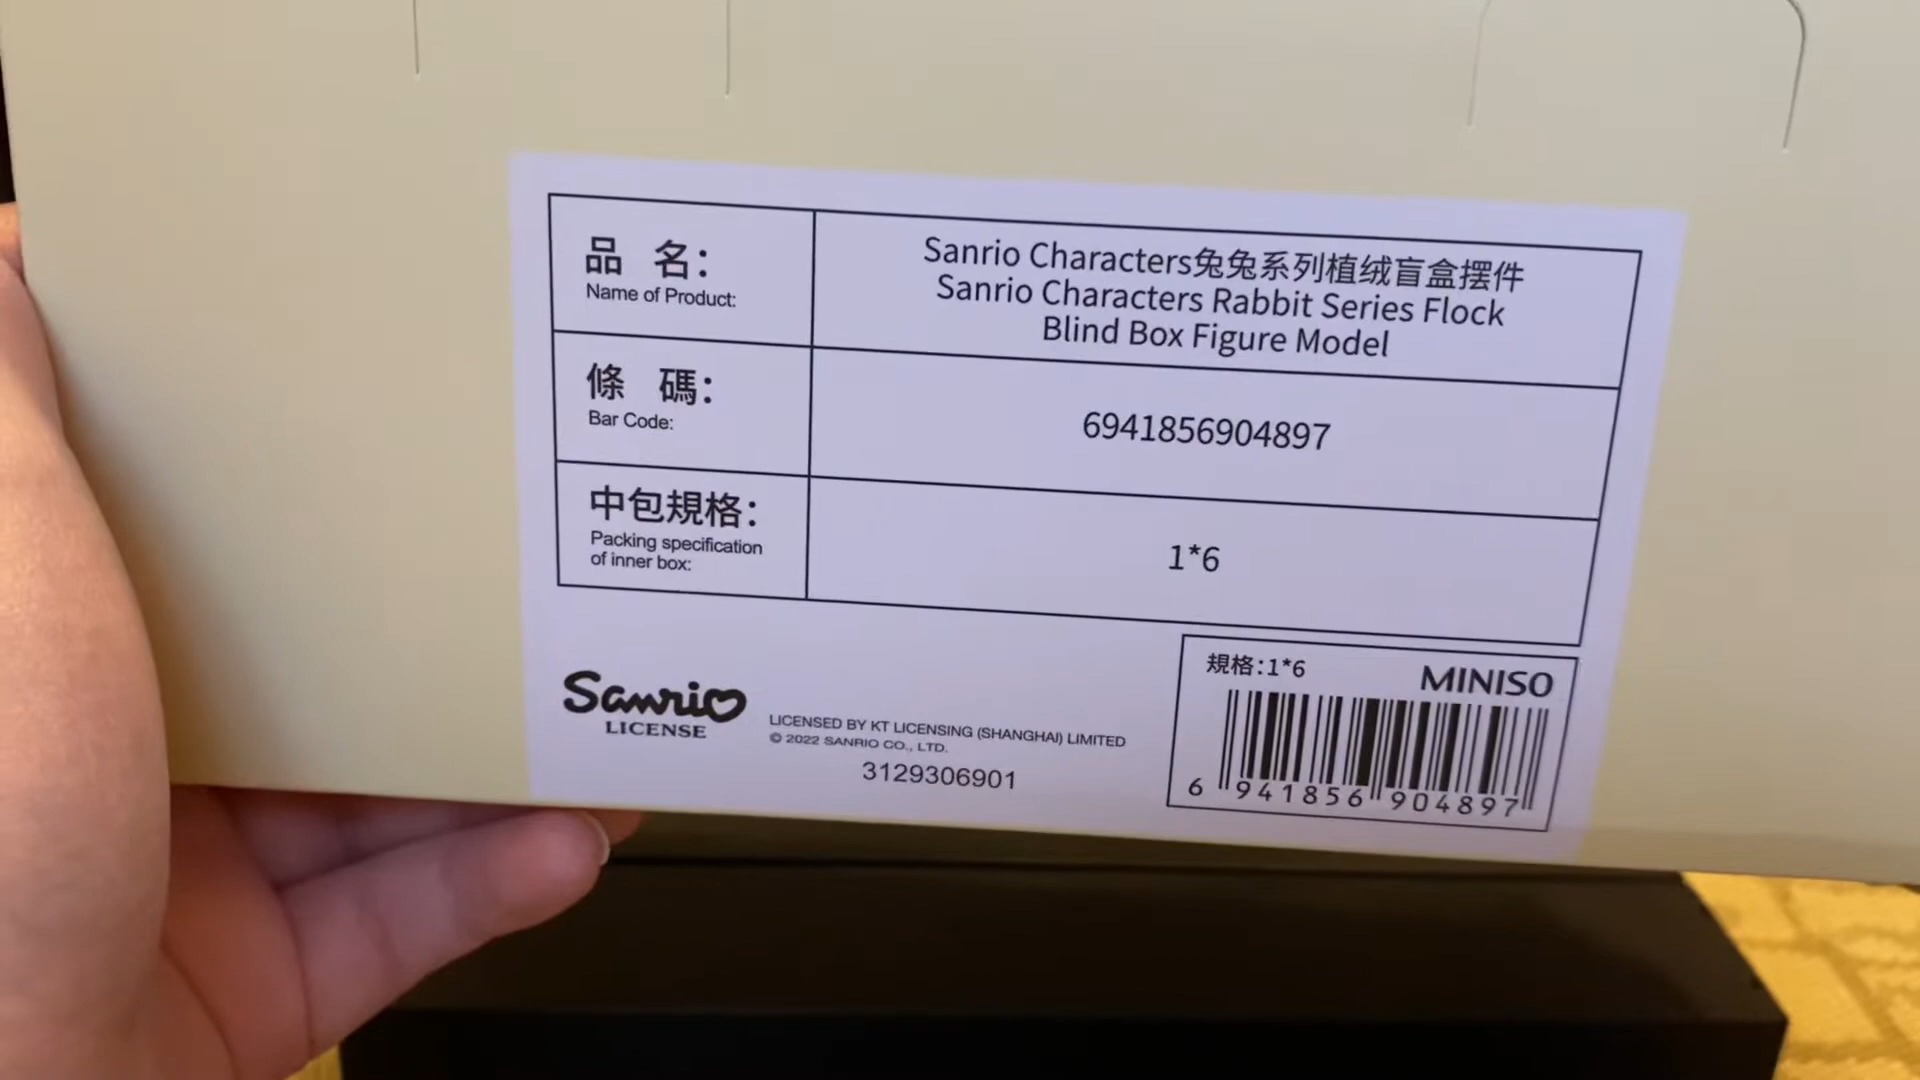 品 名：
Name of Product:
Sanrio Characters兔兔系列植绒盲盒摆件
Sanrio Characters Rabbit Series Flock
Blind Box Figure Model
條 碼：
Bar Code:
6941856904897
中包規格：
Packing specification
of inner box:
1*6
Sanrio
LICENSE
LICENSED BY KT LICENSING (SHANGHAI) LIMITED
© 2022 SANRIO CO., LTD.
3129306901
規格:1*6
MINISO
6 941856 904897